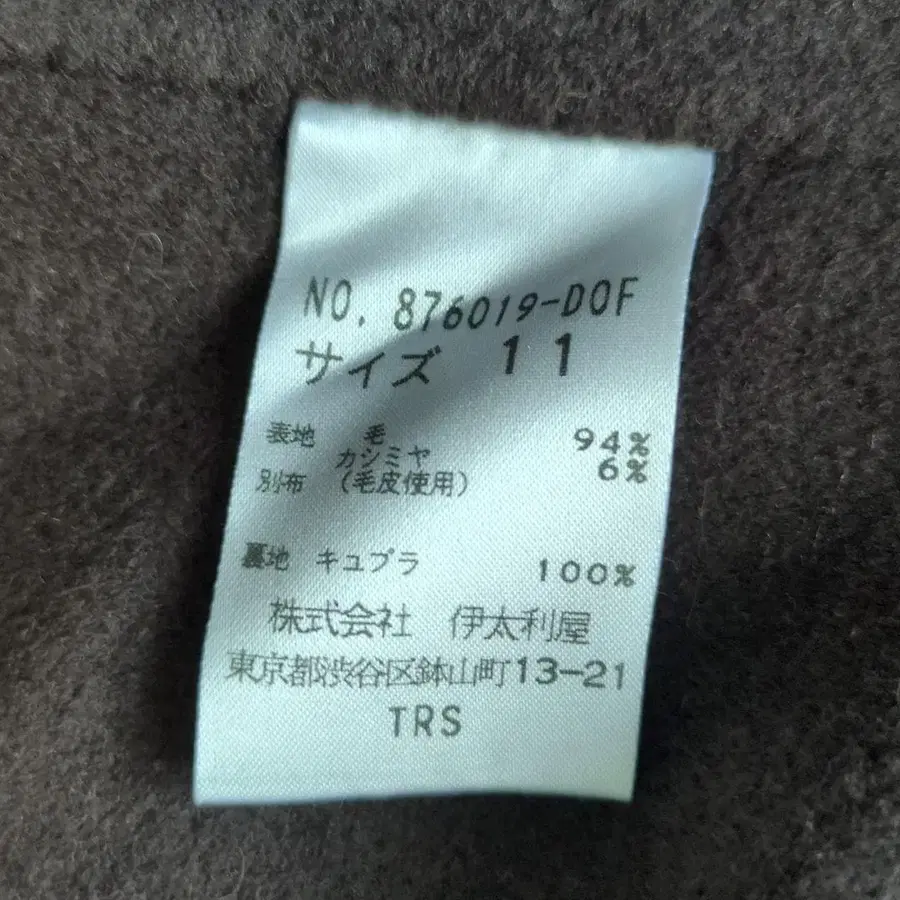 NO. 876019-DOF
サイズ 11
表地 毛 94%
カシミヤ 6%
別布 (毛皮使用)
裏地 キュプラ 100%
株式会社 伊太利屋
東京都渋谷区鉢山町13-21
TRS